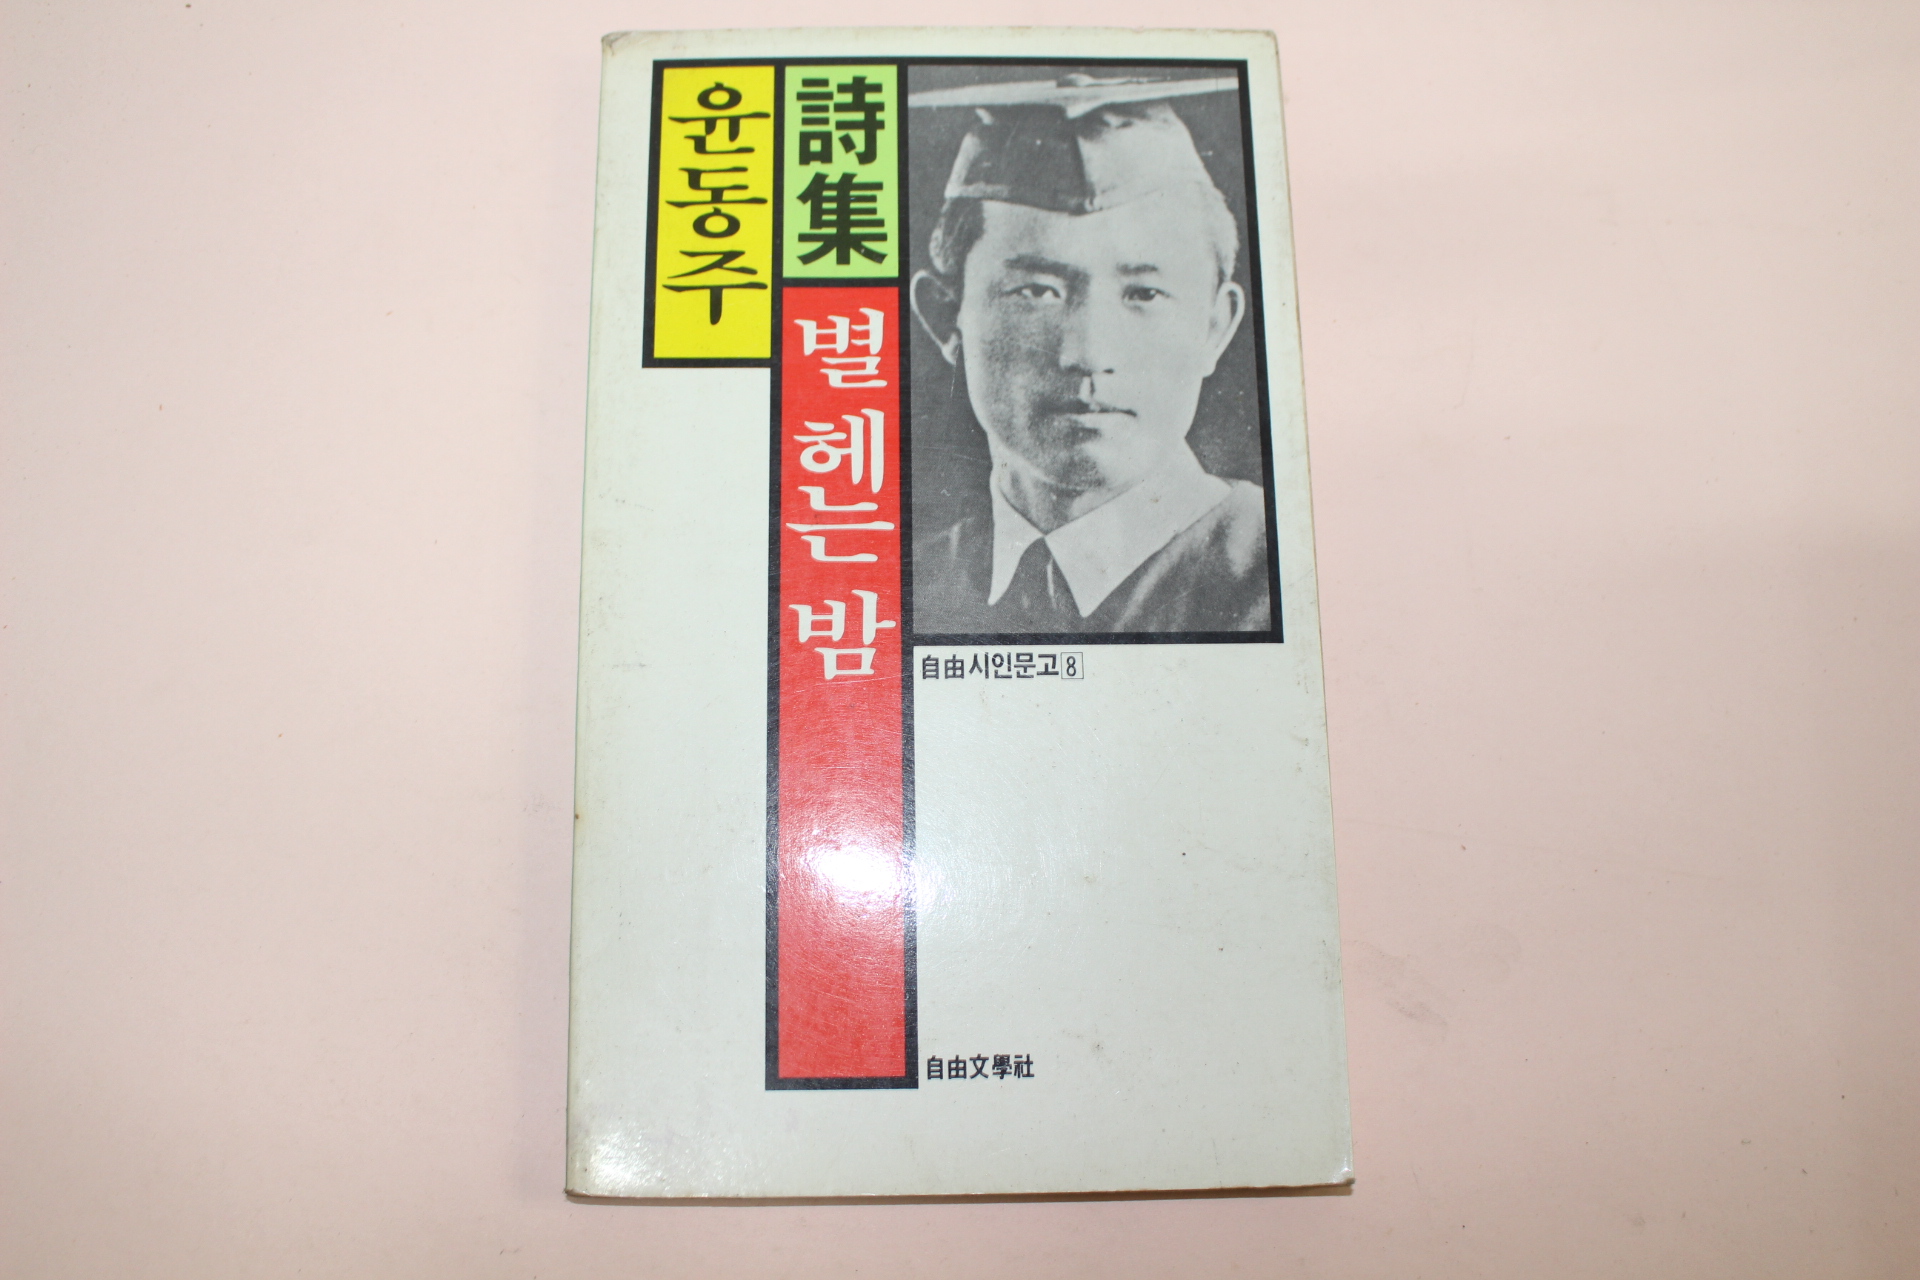 윤동주
詩集
별 헤는 밤
自由시인문고8
自由文學社